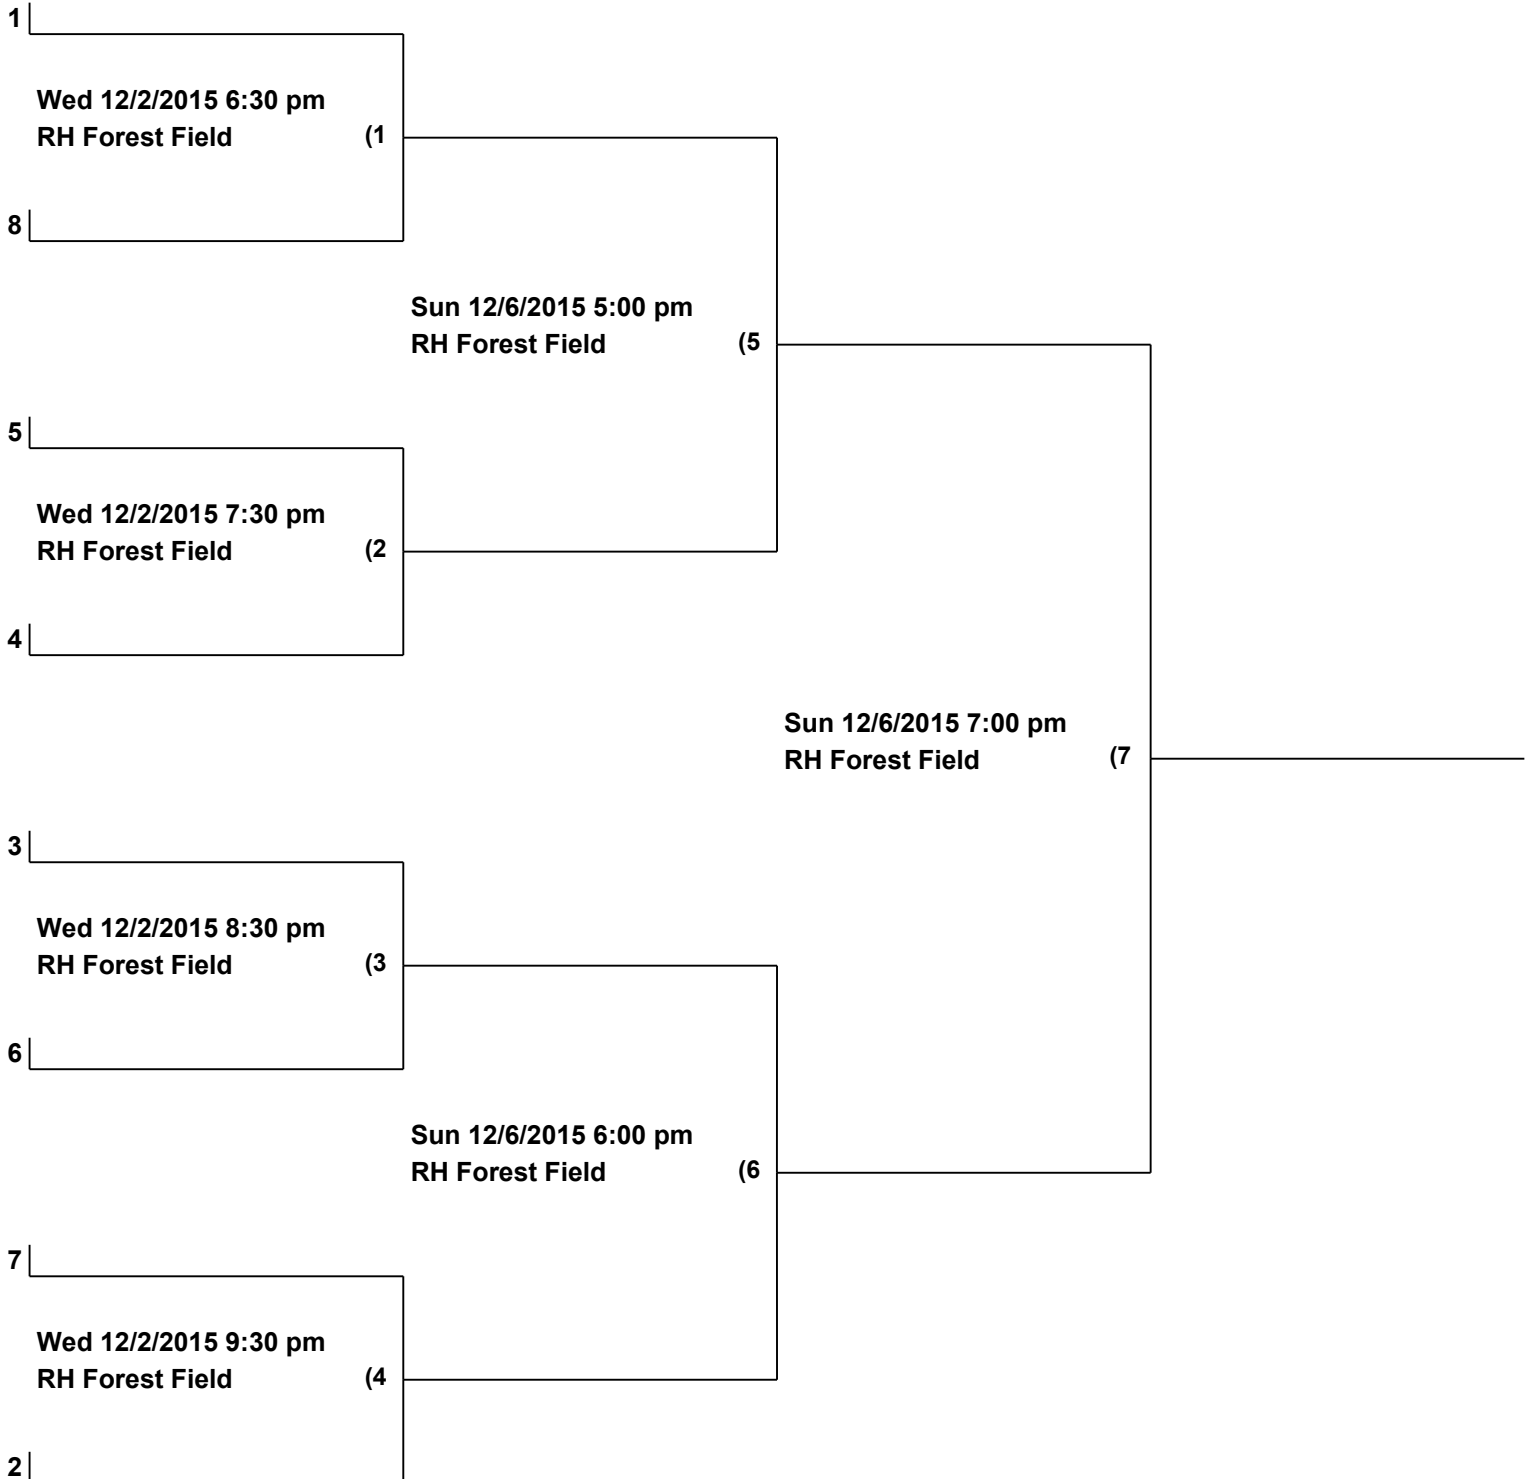 1
Wed 12/2/2015 6:30 pm
RH Forest Field (1
8
Sun 12/6/2015 5:00 pm
RH Forest Field (5
5
Wed 12/2/2015 7:30 pm
RH Forest Field (2
4
Sun 12/6/2015 7:00 pm
RH Forest Field (7
3
Wed 12/2/2015 8:30 pm
RH Forest Field (3
6
Sun 12/6/2015 6:00 pm
RH Forest Field (6
7
Wed 12/2/2015 9:30 pm
RH Forest Field (4
2